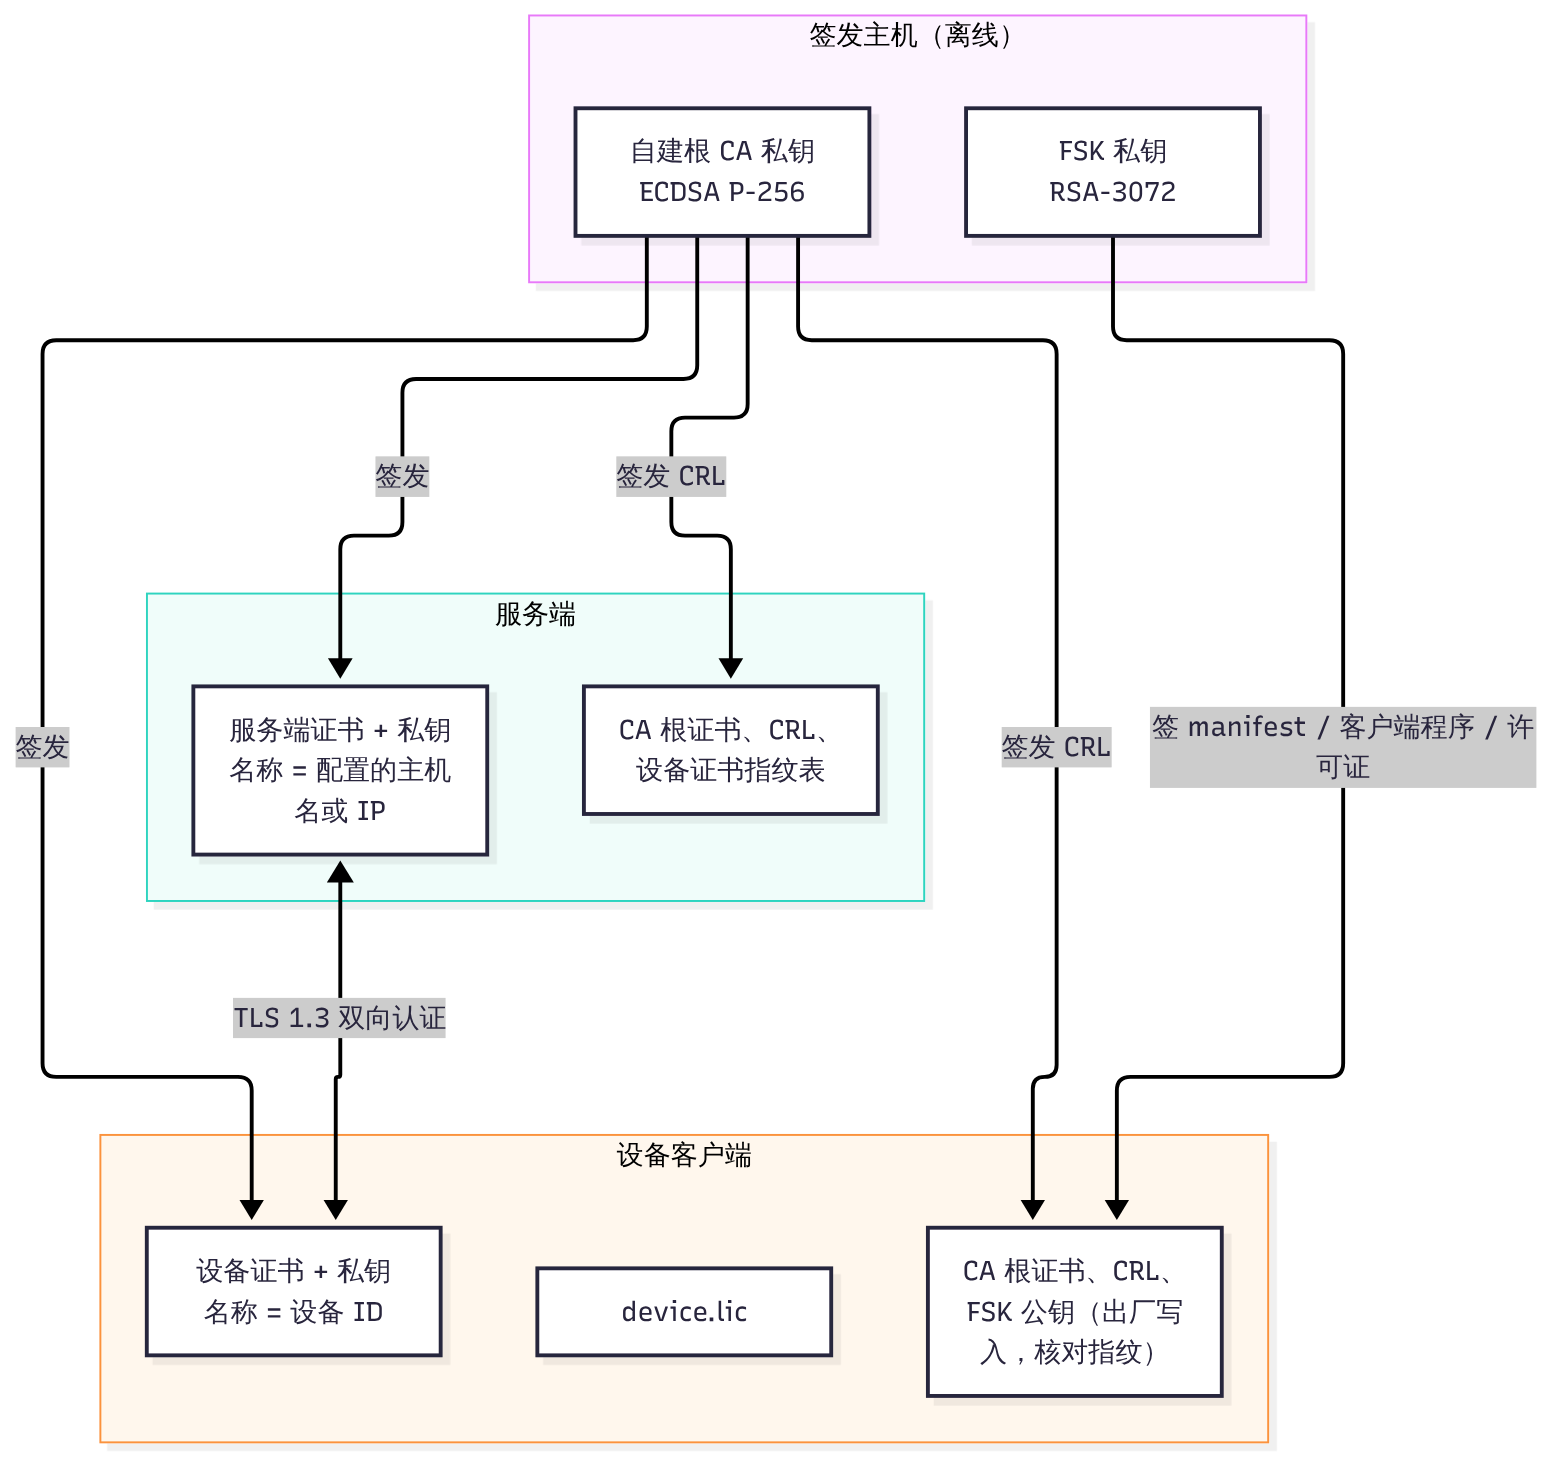 签发主机（离线）
自建根 CA 私钥
ECDSA P-256
FSK 私钥
RSA-3072
签发
签发 CRL
服务端
服务端证书 + 私钥
名称 = 配置的主机
名或 IP
CA 根证书、CRL、
设备证书指纹表
签发
签发 CRL
签 manifest / 客户端程序 / 许
可证
TLS 1.3 双向认证
设备客户端
设备证书 + 私钥
名称 = 设备 ID
device.lic
CA 根证书、CRL、
FSK 公钥（出厂写
入，核对指纹）